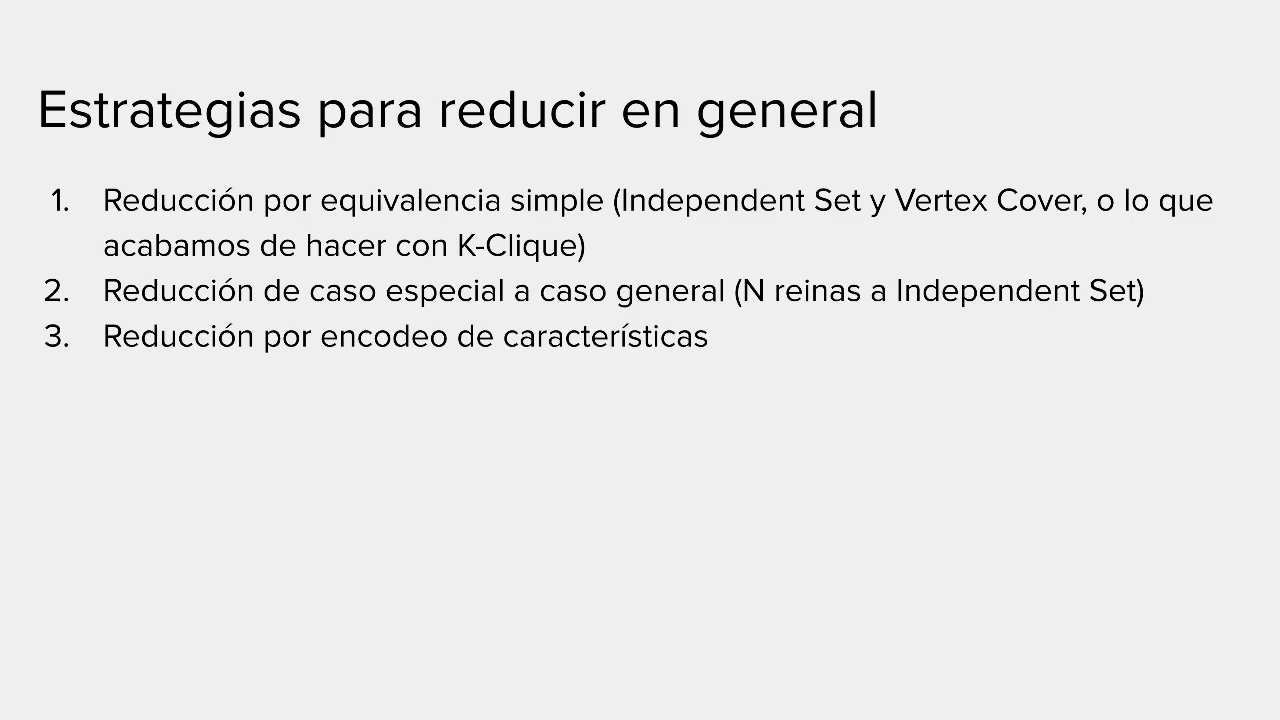 Estrategias para reducir en general
1. Reducción por equivalencia simple (Independent Set y Vertex Cover, o lo que
acabamos de hacer con K-Clique)
2. Reducción de caso especial a caso general (N reinas a Independent Set)
3. Reducción por encodeo de características